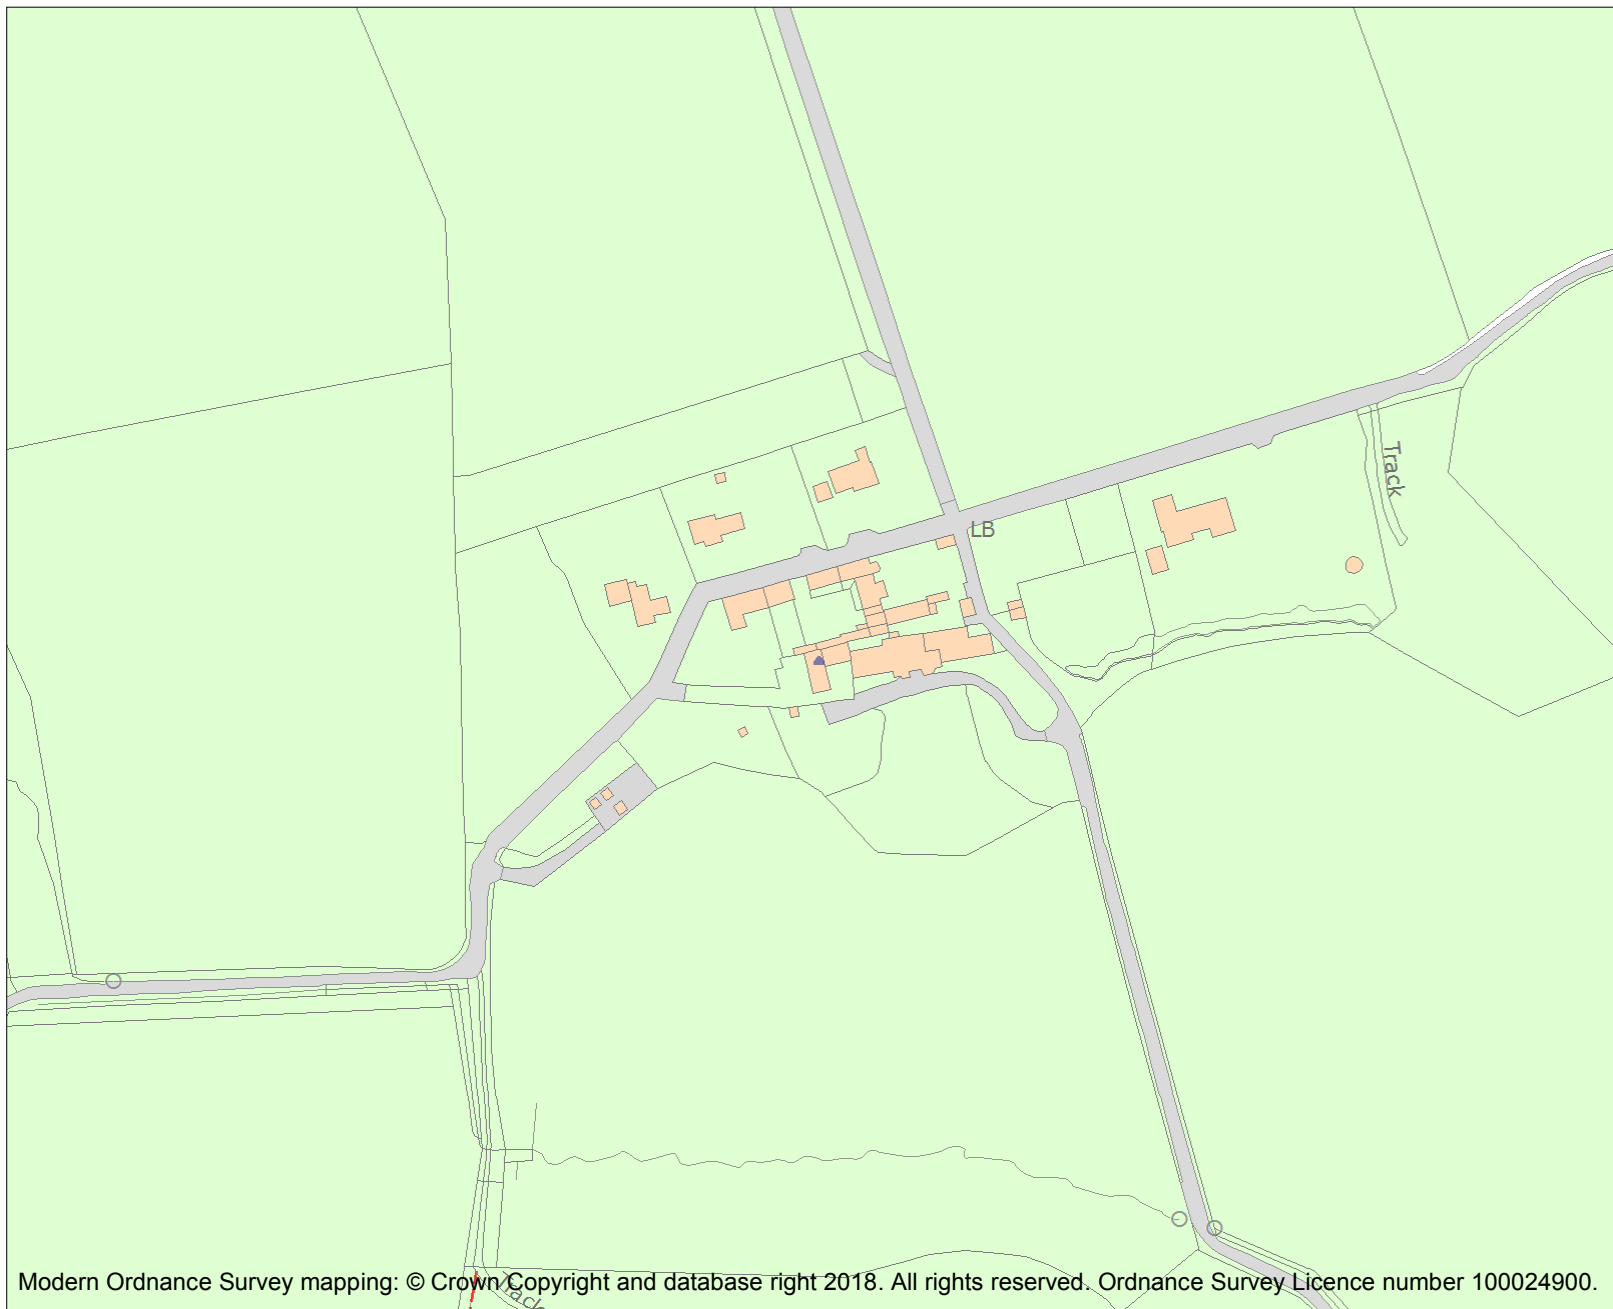 Track
LB
Modern Ordnance Survey mapping: © Crown Copyright and database right 2018. All rights reserved. Ordnance Survey Licence number 100024900.
Track